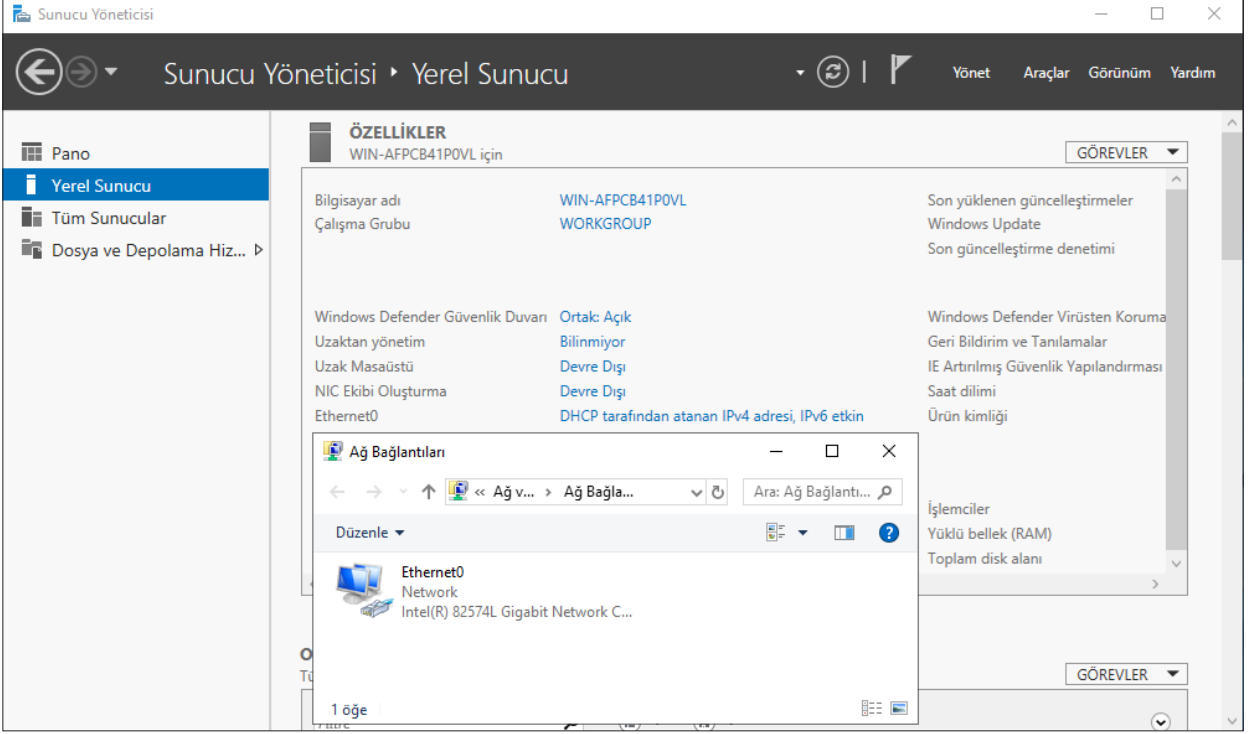 Sunucu Yöneticisi
Sunucu Yöneticisi ‣ Yerel Sunucu
Yönet Araçlar Görünüm Yardım
Pano
Yerel Sunucu
Tüm Sunucular
Dosya ve Depolama Hiz...
ÖZELLİKLER
WIN-AFPCB41P0VL için
GÖREVLER
Bilgisayar adı WIN-AFPCB41P0VL Son yüklenen güncelleştirmeler
Çalışma Grubu WORKGROUP Windows Update
Son güncelleştirme denetimi
Windows Defender Güvenlik Duvarı Ortak: Açık Windows Defender Virüsten Koruma
Uzaktan yönetim Bilinmiyor Geri Bildirim ve Tanılamalar
Uzak Masaüstü Devre Dışı IE Artırılmış Güvenlik Yapılandırması
NIC Ekibi Oluşturma Devre Dışı Saat dilimi
Ethernet0 DHCP tarafından atanan IPv4 adresi, IPv6 etkin Ürün kimliği
İşlemciler
Yüklü bellek (RAM)
Toplam disk alanı
Ağ Bağlantıları
« Ağ v... › Ağ Bağla...
Ara: Ağ Bağlantı...
Düzenle
Ethernet0
Network
Intel(R) 82574L Gigabit Network C...
1 öğe
GÖREVLER